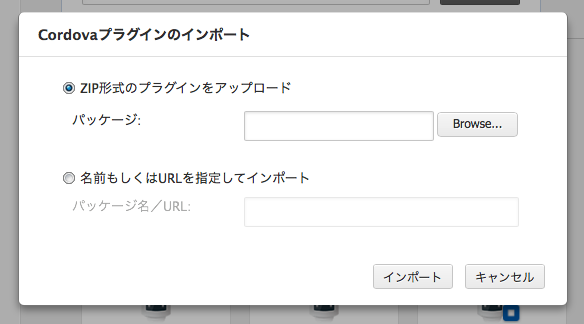 Cordovaプラグインのインポート
ZIP形式のプラグインをアップロード
パッケージ:
Browse...
名前もしくはURLを指定してインポート
パッケージ名／URL:
インポート
キャンセル